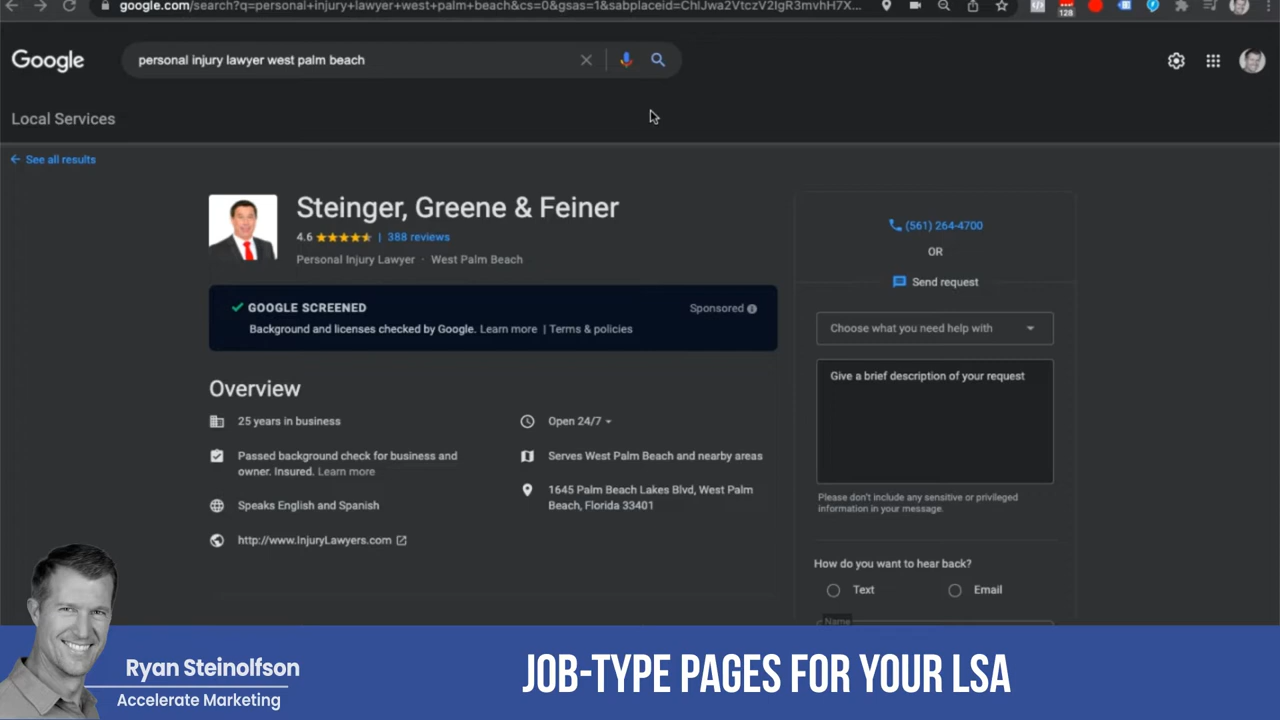 google.com/search?q=personal+injury+lawyer+west+palm+beach&cs=0&gsas=1&sabplaceid=ChIJwa2VtczV2IgR3mvhH7X...
128
Google
personal injury lawyer west palm beach
Local Services
See all results
Steinger, Greene & Feiner
4.6 | 388 reviews
Personal Injury Lawyer · West Palm Beach
GOOGLE SCREENED
Sponsored
Background and licenses checked by Google. Learn more | Terms & policies
Overview
25 years in business
Passed background check for business and
owner. Insured. Learn more
Speaks English and Spanish
http://www.InjuryLawyers.com
Open 24/7
Serves West Palm Beach and nearby areas
1645 Palm Beach Lakes Blvd, West Palm
Beach, Florida 33401
(561) 264-4700
OR
Send request
Choose what you need help with
Give a brief description of your request
Please don't include any sensitive or privileged
information in your message.
How do you want to hear back?
Text
Email
Name
Ryan Steinolfson
Accelerate Marketing
JOB-TYPE PAGES FOR YOUR LSA